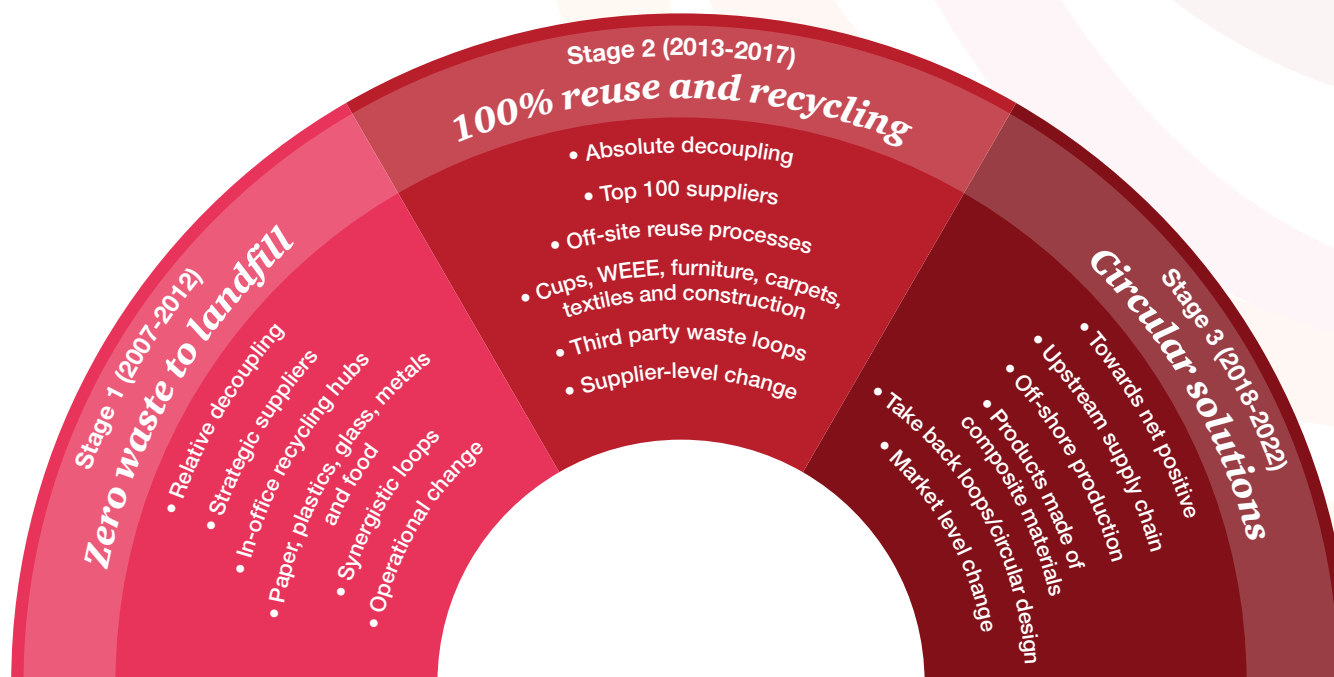 Stage 1 (2007-2012)
Zero waste to landfill
• Relative decoupling
• Strategic suppliers
• In-office recycling hubs
• Paper, plastics, glass, metals
and food
• Synergistic loops
• Operational change
Stage 2 (2013-2017)
100% reuse and recycling
• Absolute decoupling
• Top 100 suppliers
• Off-site reuse processes
• Cups, WEEE, furniture, carpets,
textiles and construction
• Third party waste loops
• Supplier-level change
Stage 3 (2018-2022)
Circular solutions
• Towards net positive
• Upstream supply chain
• Off-shore production
• Products made of
composite materials
• Take back loops/circular design
• Market level change